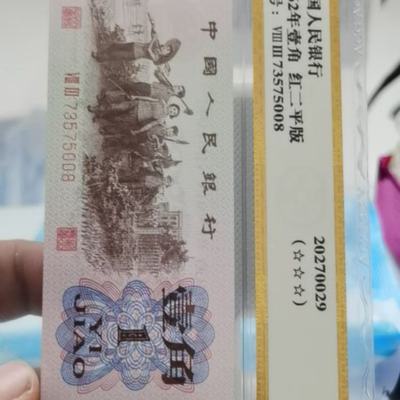 中國人民銀行
VIII III 73575008
壹角
1
YI
JIAO
国人民银行
62年壹角 红二平版
号：VIII III 73575008
20270029
(☆☆☆)